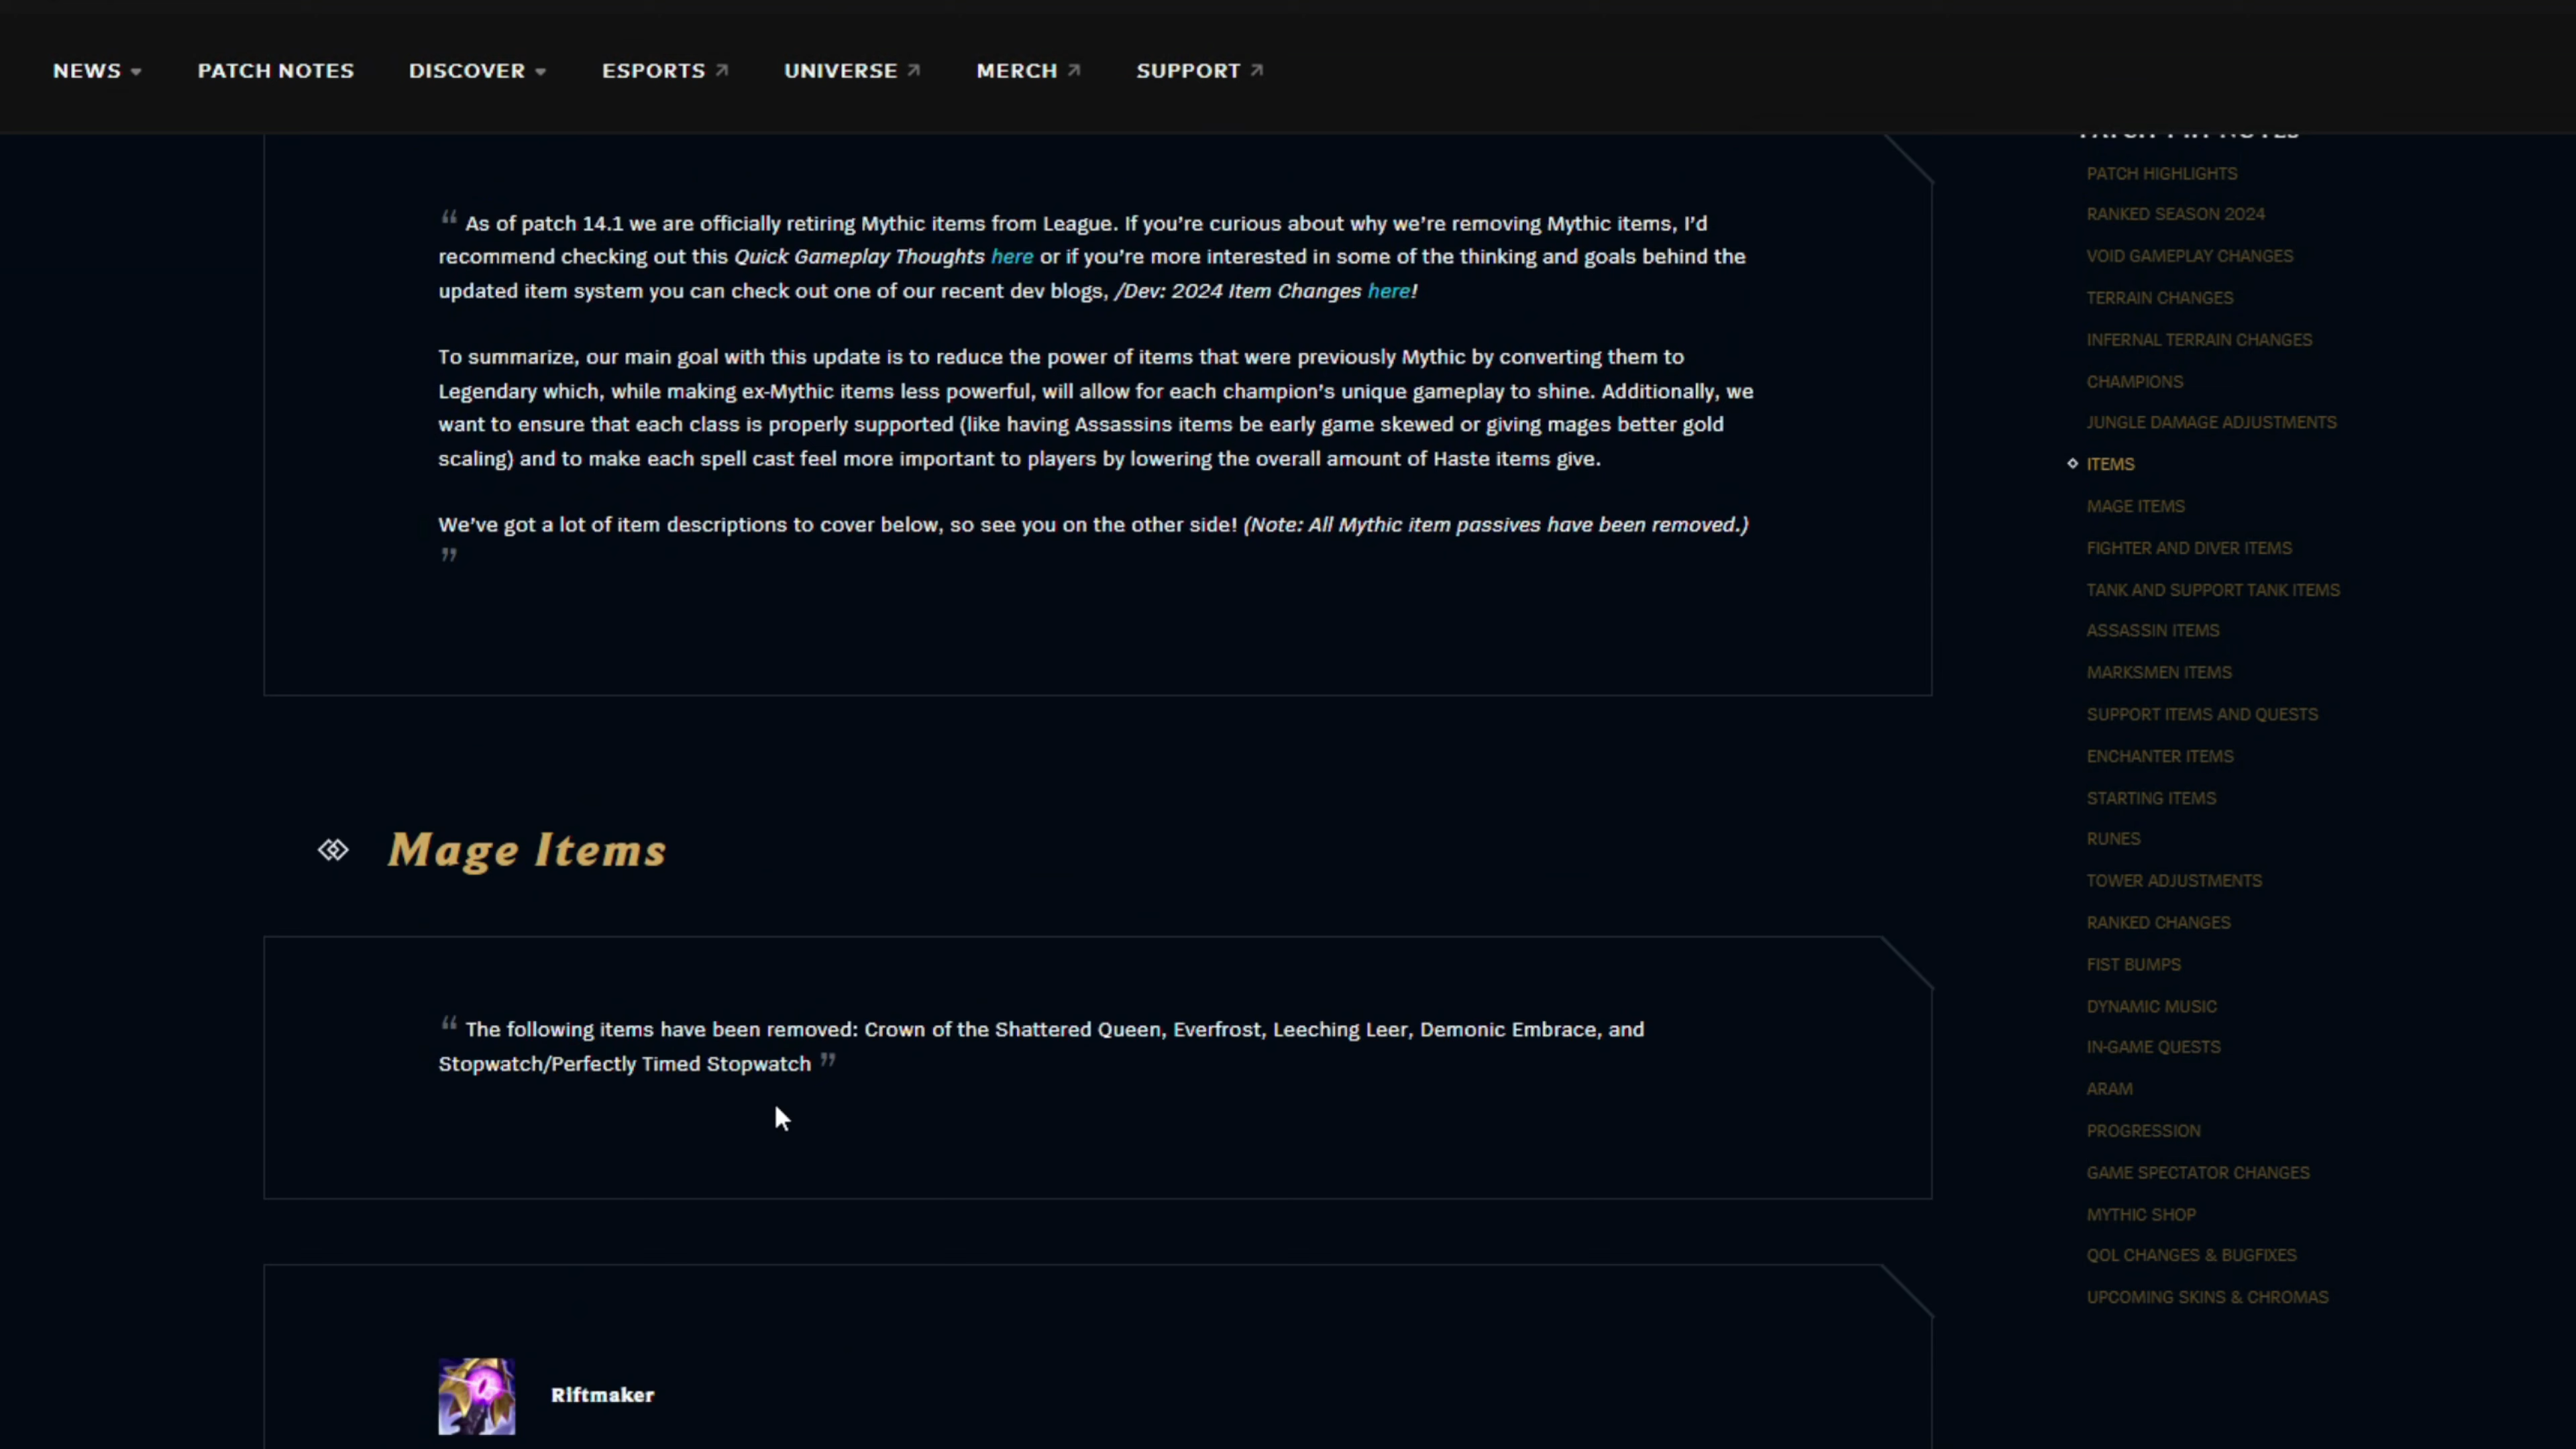 NEWS
PATCH NOTES
DISCOVER
ESPORTS
UNIVERSE
MERCH
SUPPORT
“ As of patch 14.1 we are officially retiring Mythic items from League. If you’re curious about why we’re removing Mythic items, I’d
recommend checking out this Quick Gameplay Thoughts here or if you’re more interested in some of the thinking and goals behind the
updated item system you can check out one of our recent dev blogs, /Dev: 2024 Item Changes here!
To summarize, our main goal with this update is to reduce the power of items that were previously Mythic by converting them to
Legendary which, while making ex-Mythic items less powerful, will allow for each champion’s unique gameplay to shine. Additionally, we
want to ensure that each class is properly supported (like having Assassins items be early game skewed or giving mages better gold
scaling) and to make each spell cast feel more important to players by lowering the overall amount of Haste items give.
We’ve got a lot of item descriptions to cover below, so see you on the other side! (Note: All Mythic item passives have been removed.)
”
Mage Items
“ The following items have been removed: Crown of the Shattered Queen, Everfrost, Leeching Leer, Demonic Embrace, and
Stopwatch/Perfectly Timed Stopwatch ”
Riftmaker
PATCH 14.1 NOTES
PATCH HIGHLIGHTS
RANKED SEASON 2024
VOID GAMEPLAY CHANGES
TERRAIN CHANGES
INFERNAL TERRAIN CHANGES
CHAMPIONS
JUNGLE DAMAGE ADJUSTMENTS
ITEMS
MAGE ITEMS
FIGHTER AND DIVER ITEMS
TANK AND SUPPORT TANK ITEMS
ASSASSIN ITEMS
MARKSMEN ITEMS
SUPPORT ITEMS AND QUESTS
ENCHANTER ITEMS
STARTING ITEMS
RUNES
TOWER ADJUSTMENTS
RANKED CHANGES
FIST BUMPS
DYNAMIC MUSIC
IN-GAME QUESTS
ARAM
PROGRESSION
GAME SPECTATOR CHANGES
MYTHIC SHOP
QOL CHANGES & BUGFIXES
UPCOMING SKINS & CHROMAS